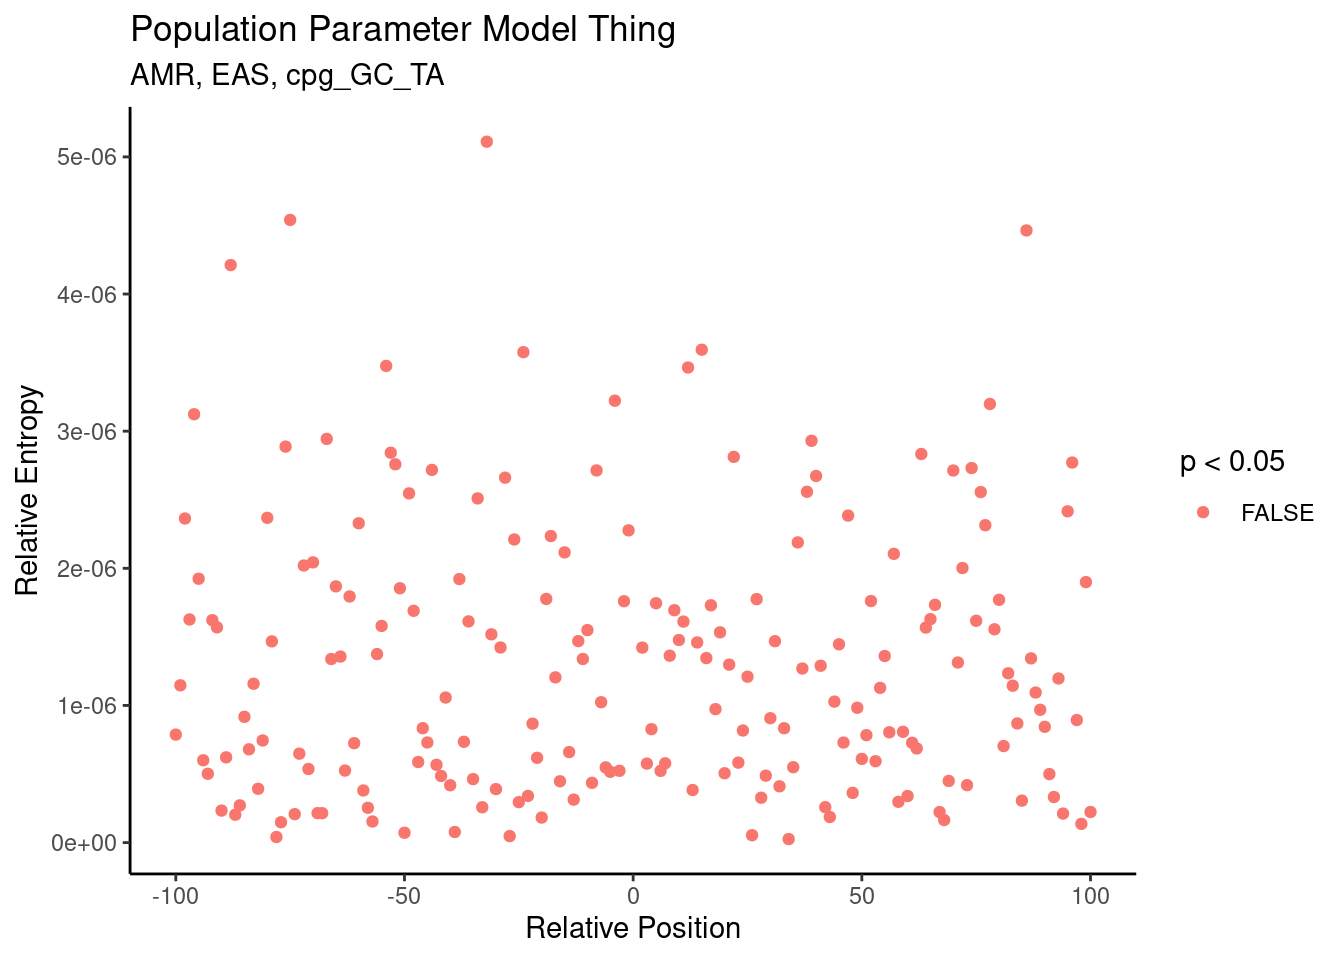 Population Parameter Model Thing
AMR, EAS, cpg_GC_TA
5e-06
4e-06
3e-06
2e-06
1e-06
0e+00
Relative Entropy
-100
-50
0
50
100
Relative Position
p < 0.05
FALSE